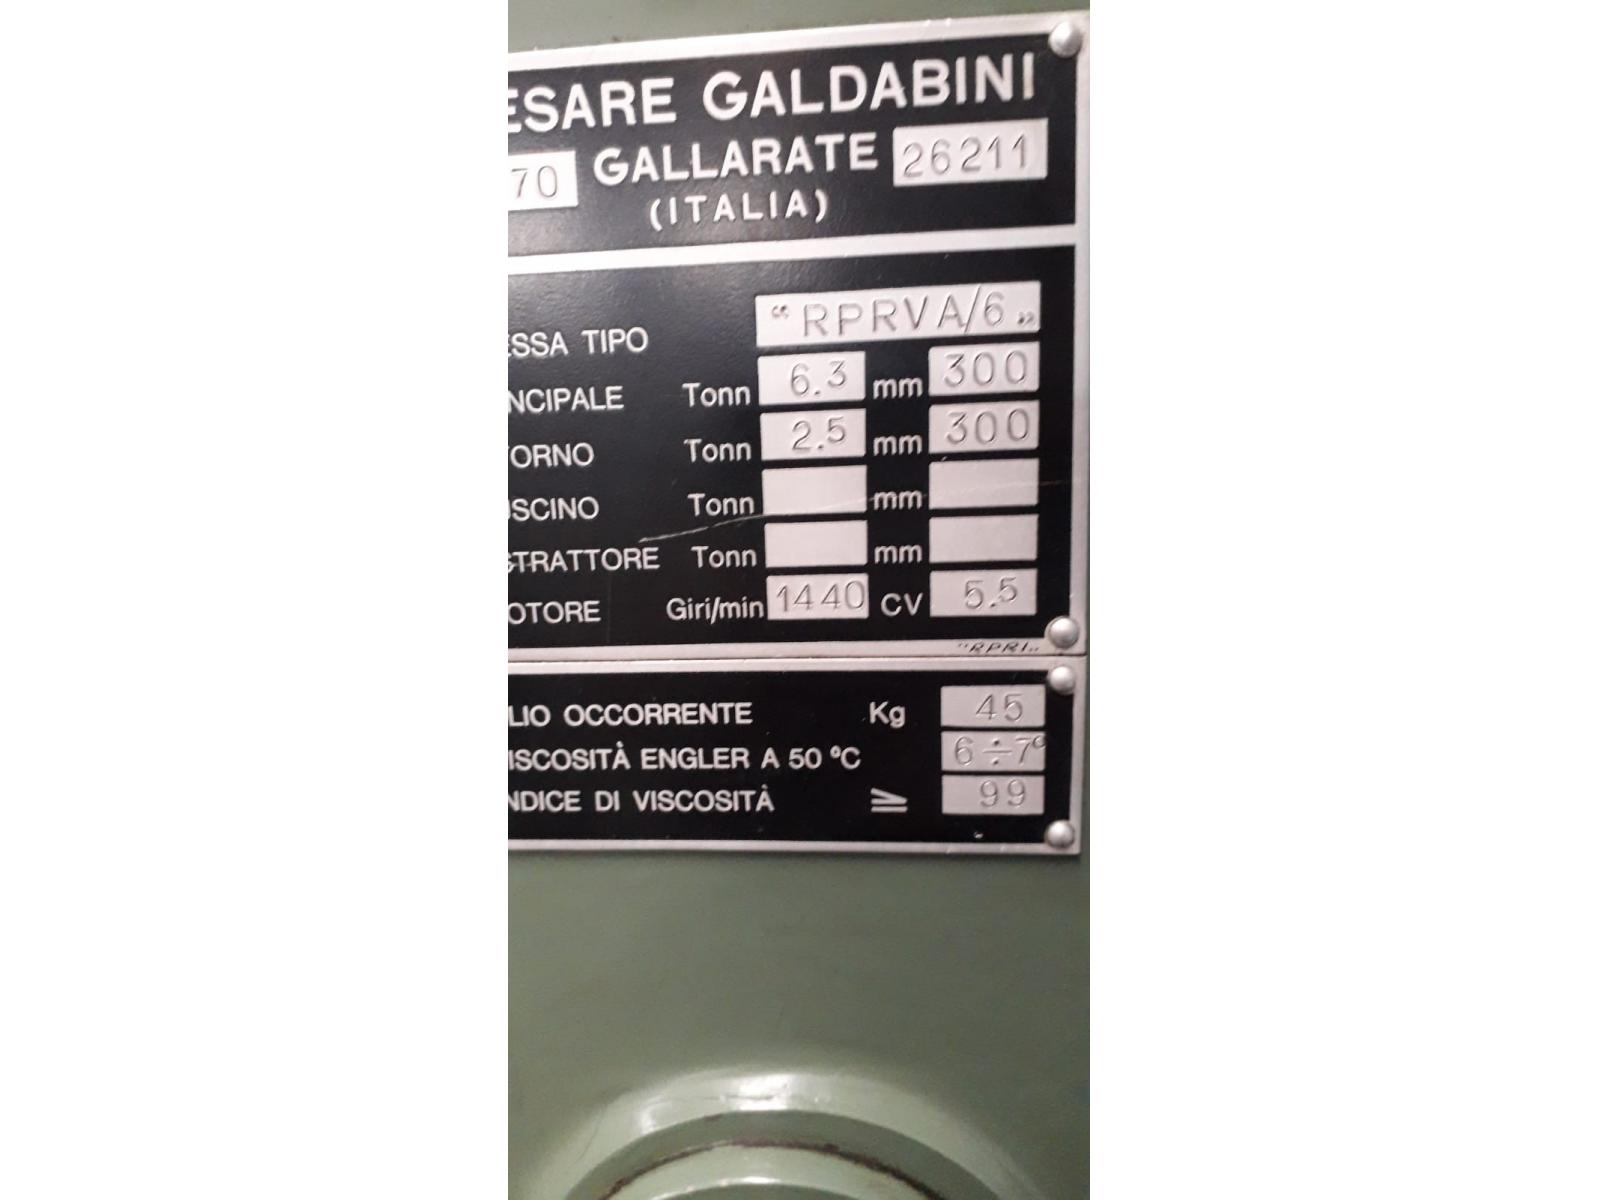 ESARE GALDABINI
70 GALLARATE 26211
(ITALIA)
ESSA TIPO “RPRVA/6”
NCIPALE Tonn 6.3 mm 300
TORNO Tonn 2.5 mm 300
SCINO Tonn mm
STRATTORE Tonn mm
OTORE Giri/min 1440 CV 5.5
"RPRI"
LIO OCCORRENTE Kg 45
ISCOSITÀ ENGLER A 50 °C 6÷7°
NDICE DI VISCOSITÀ ≥ 99